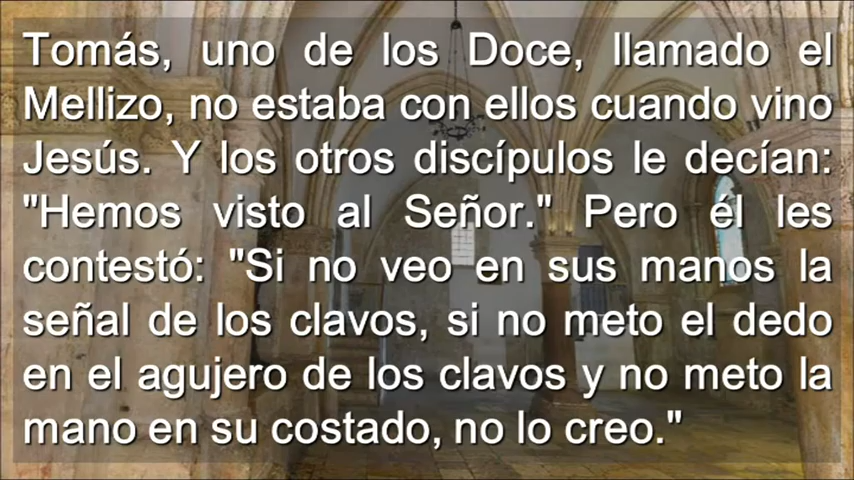 Tomás, uno de los Doce, llamado el
Mellizo, no estaba con ellos cuando vino
Jesús. Y los otros discípulos le decían:
"Hemos visto al Señor." Pero él les
contestó: "Si no veo en sus manos la
señal de los clavos, si no meto el dedo
en el agujero de los clavos y no meto la
mano en su costado, no lo creo."